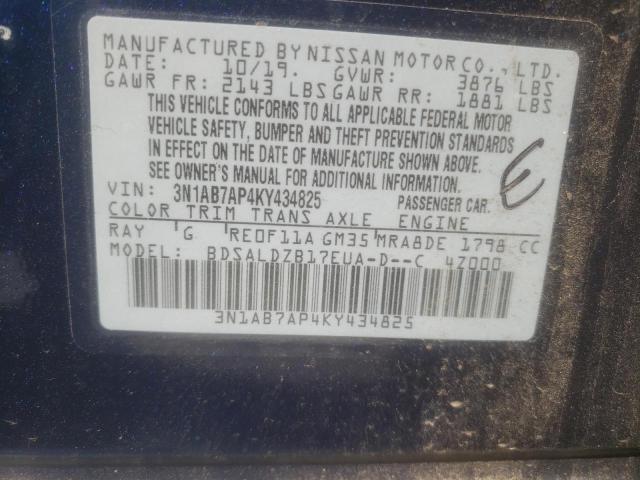 MANUFACTURED BY NISSAN MOTOR CO., LTD.
DATE: 10/19. GVWR: 3876 LBS
GAWR FR: 2143 LBS GAWR RR: 1881 LBS
THIS VEHICLE CONFORMS TO ALL APPLICABLE FEDERAL MOTOR
VEHICLE SAFETY, BUMPER AND THEFT PREVENTION STANDARDS
IN EFFECT ON THE DATE OF MANUFACTURE SHOWN ABOVE.
SEE OWNER'S MANUAL FOR ADDITIONAL INFORMATION.
VIN: 3N1AB7AP4KY434825 PASSENGER CAR.
COLOR TRIM TRANS AXLE ENGINE
RAY G RE0F11A GM35 MRA8DE 1798 CC
MODEL: BDSALDZB17EUA-D--C 4Z000
3N1AB7AP4KY434825